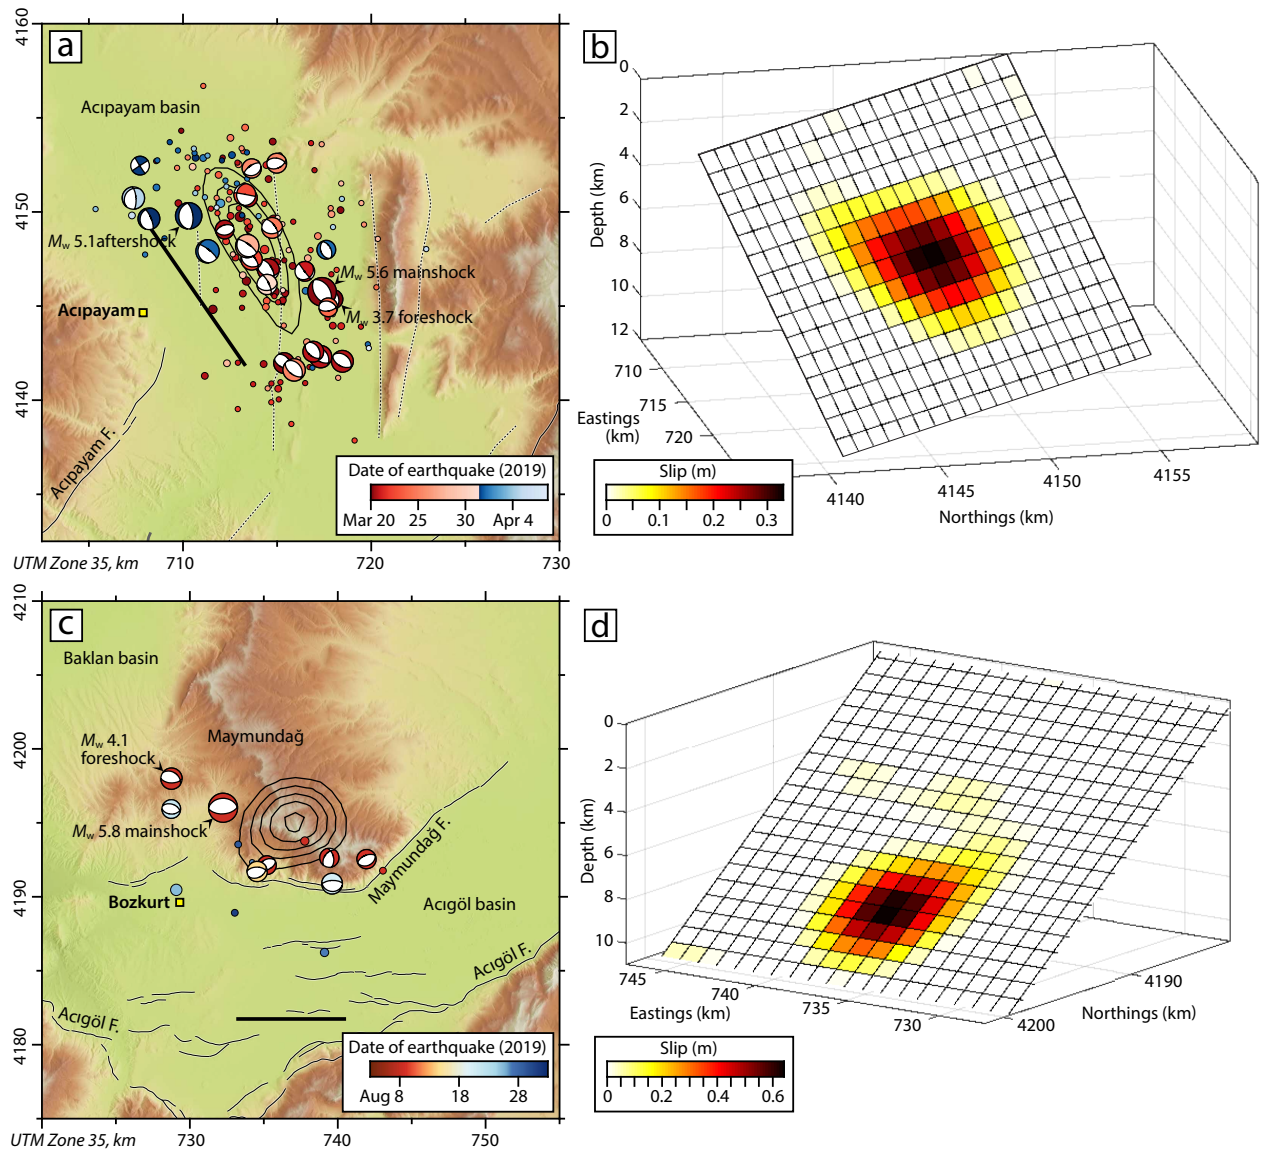 a
4160
4150
4140
Acıpayam basin
Mw 5.1aftershock
Mw 5.6 mainshock
Mw 3.7 foreshock
Acıpayam
Acıpayam F.
Date of earthquake (2019)
Mar 20 25 30 Apr 4
UTM Zone 35, km
710 720 730
b
0
2
4
6
8
10
12
Depth (km)
710
715
720
Eastings
(km)
4140 4145 4150 4155
Northings (km)
Slip (m)
0 0.1 0.2 0.3
c
4210
4200
4190
4180
Baklan basin
Mw 4.1
foreshock
Maymundağ
Mw 5.8 mainshock
Maymundağ F.
Bozkurt
Acıgöl basin
Acıgöl F.
Acıgöl F.
Date of earthquake (2019)
Aug 8 18 28
UTM Zone 35, km
730 740 750
d
0
2
4
6
8
10
Depth (km)
745 740 735 730
Eastings (km)
4190
4200
Northings (km)
Slip (m)
0 0.2 0.4 0.6